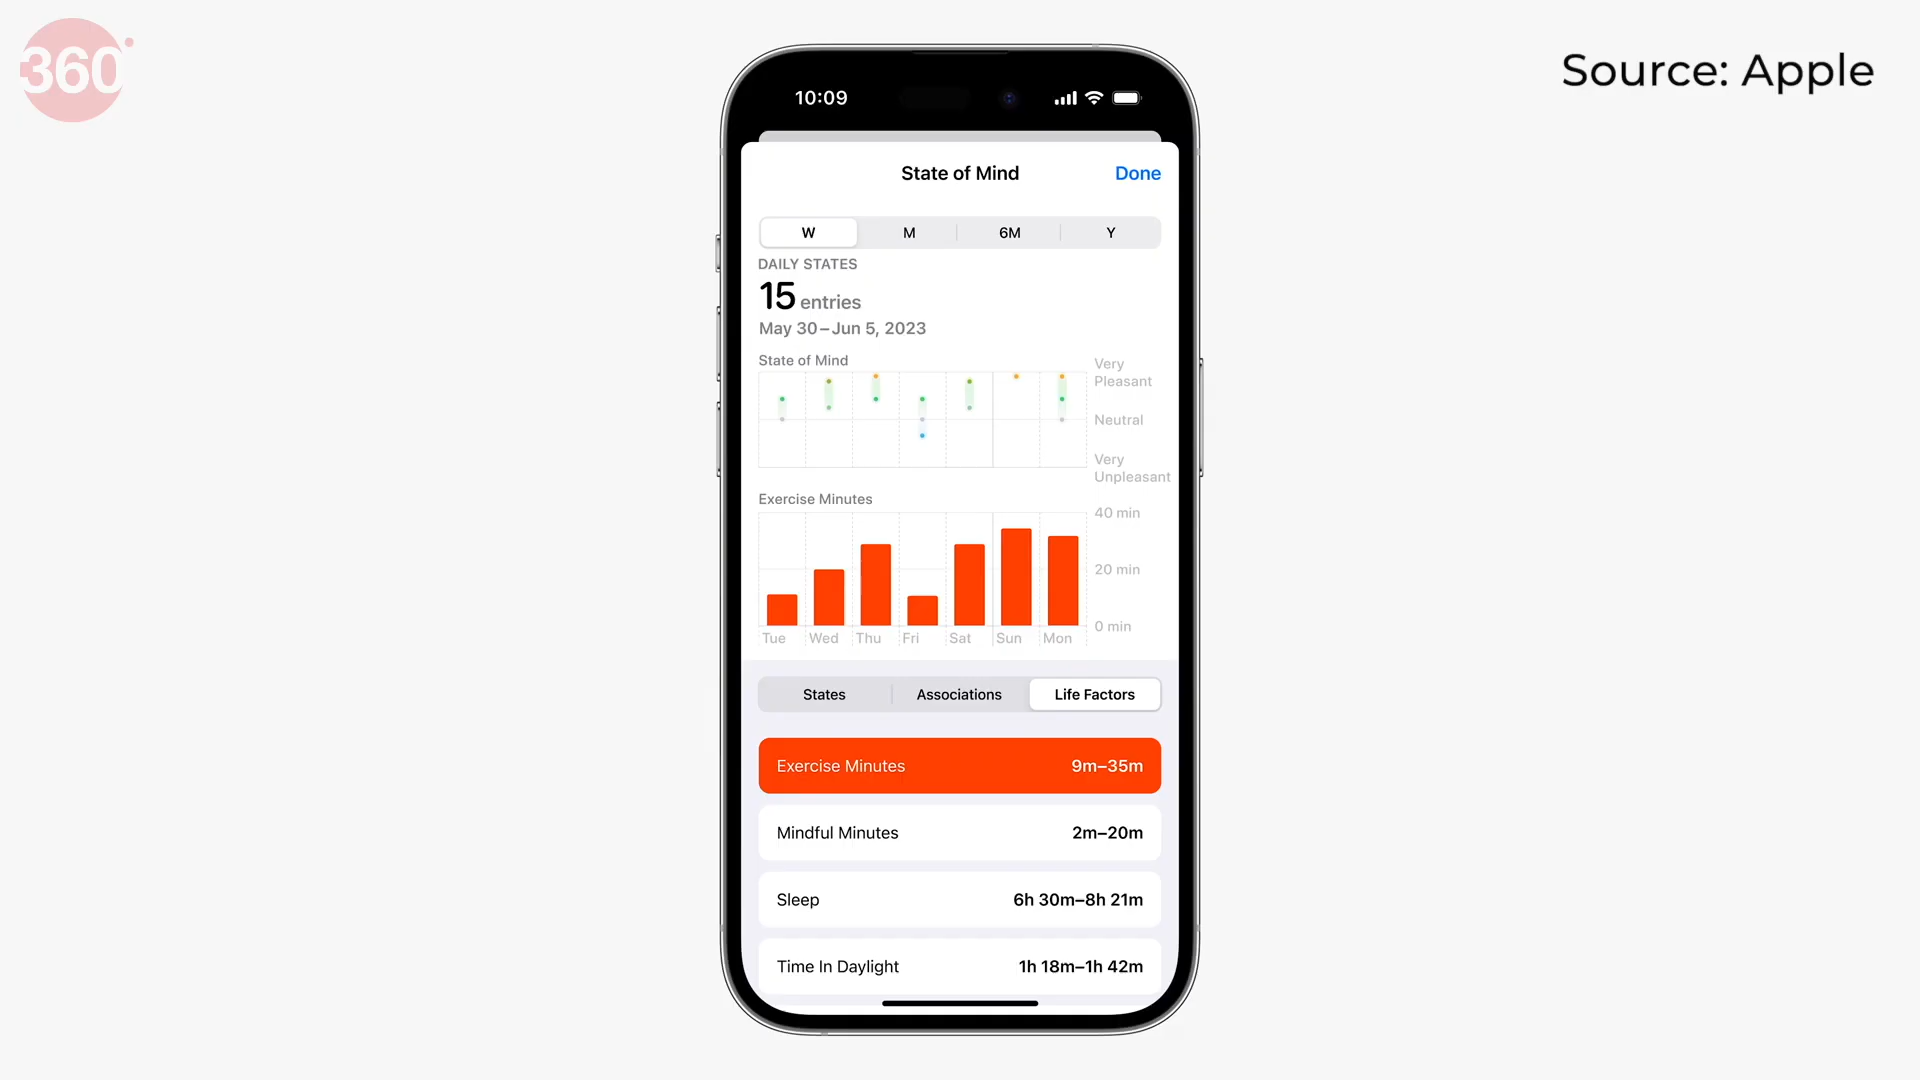 360°
Source: Apple
10:09
State of Mind
Done
W M 6M Y
DAILY STATES
15 entries
May 30–Jun 5, 2023
State of Mind
Very
Pleasant
Neutral
Very
Unpleasant
Exercise Minutes
40 min
20 min
0 min
Tue Wed Thu Fri Sat Sun Mon
States Associations Life Factors
Exercise Minutes 9m–35m
Mindful Minutes 2m–20m
Sleep 6h 30m–8h 21m
Time In Daylight 1h 18m–1h 42m